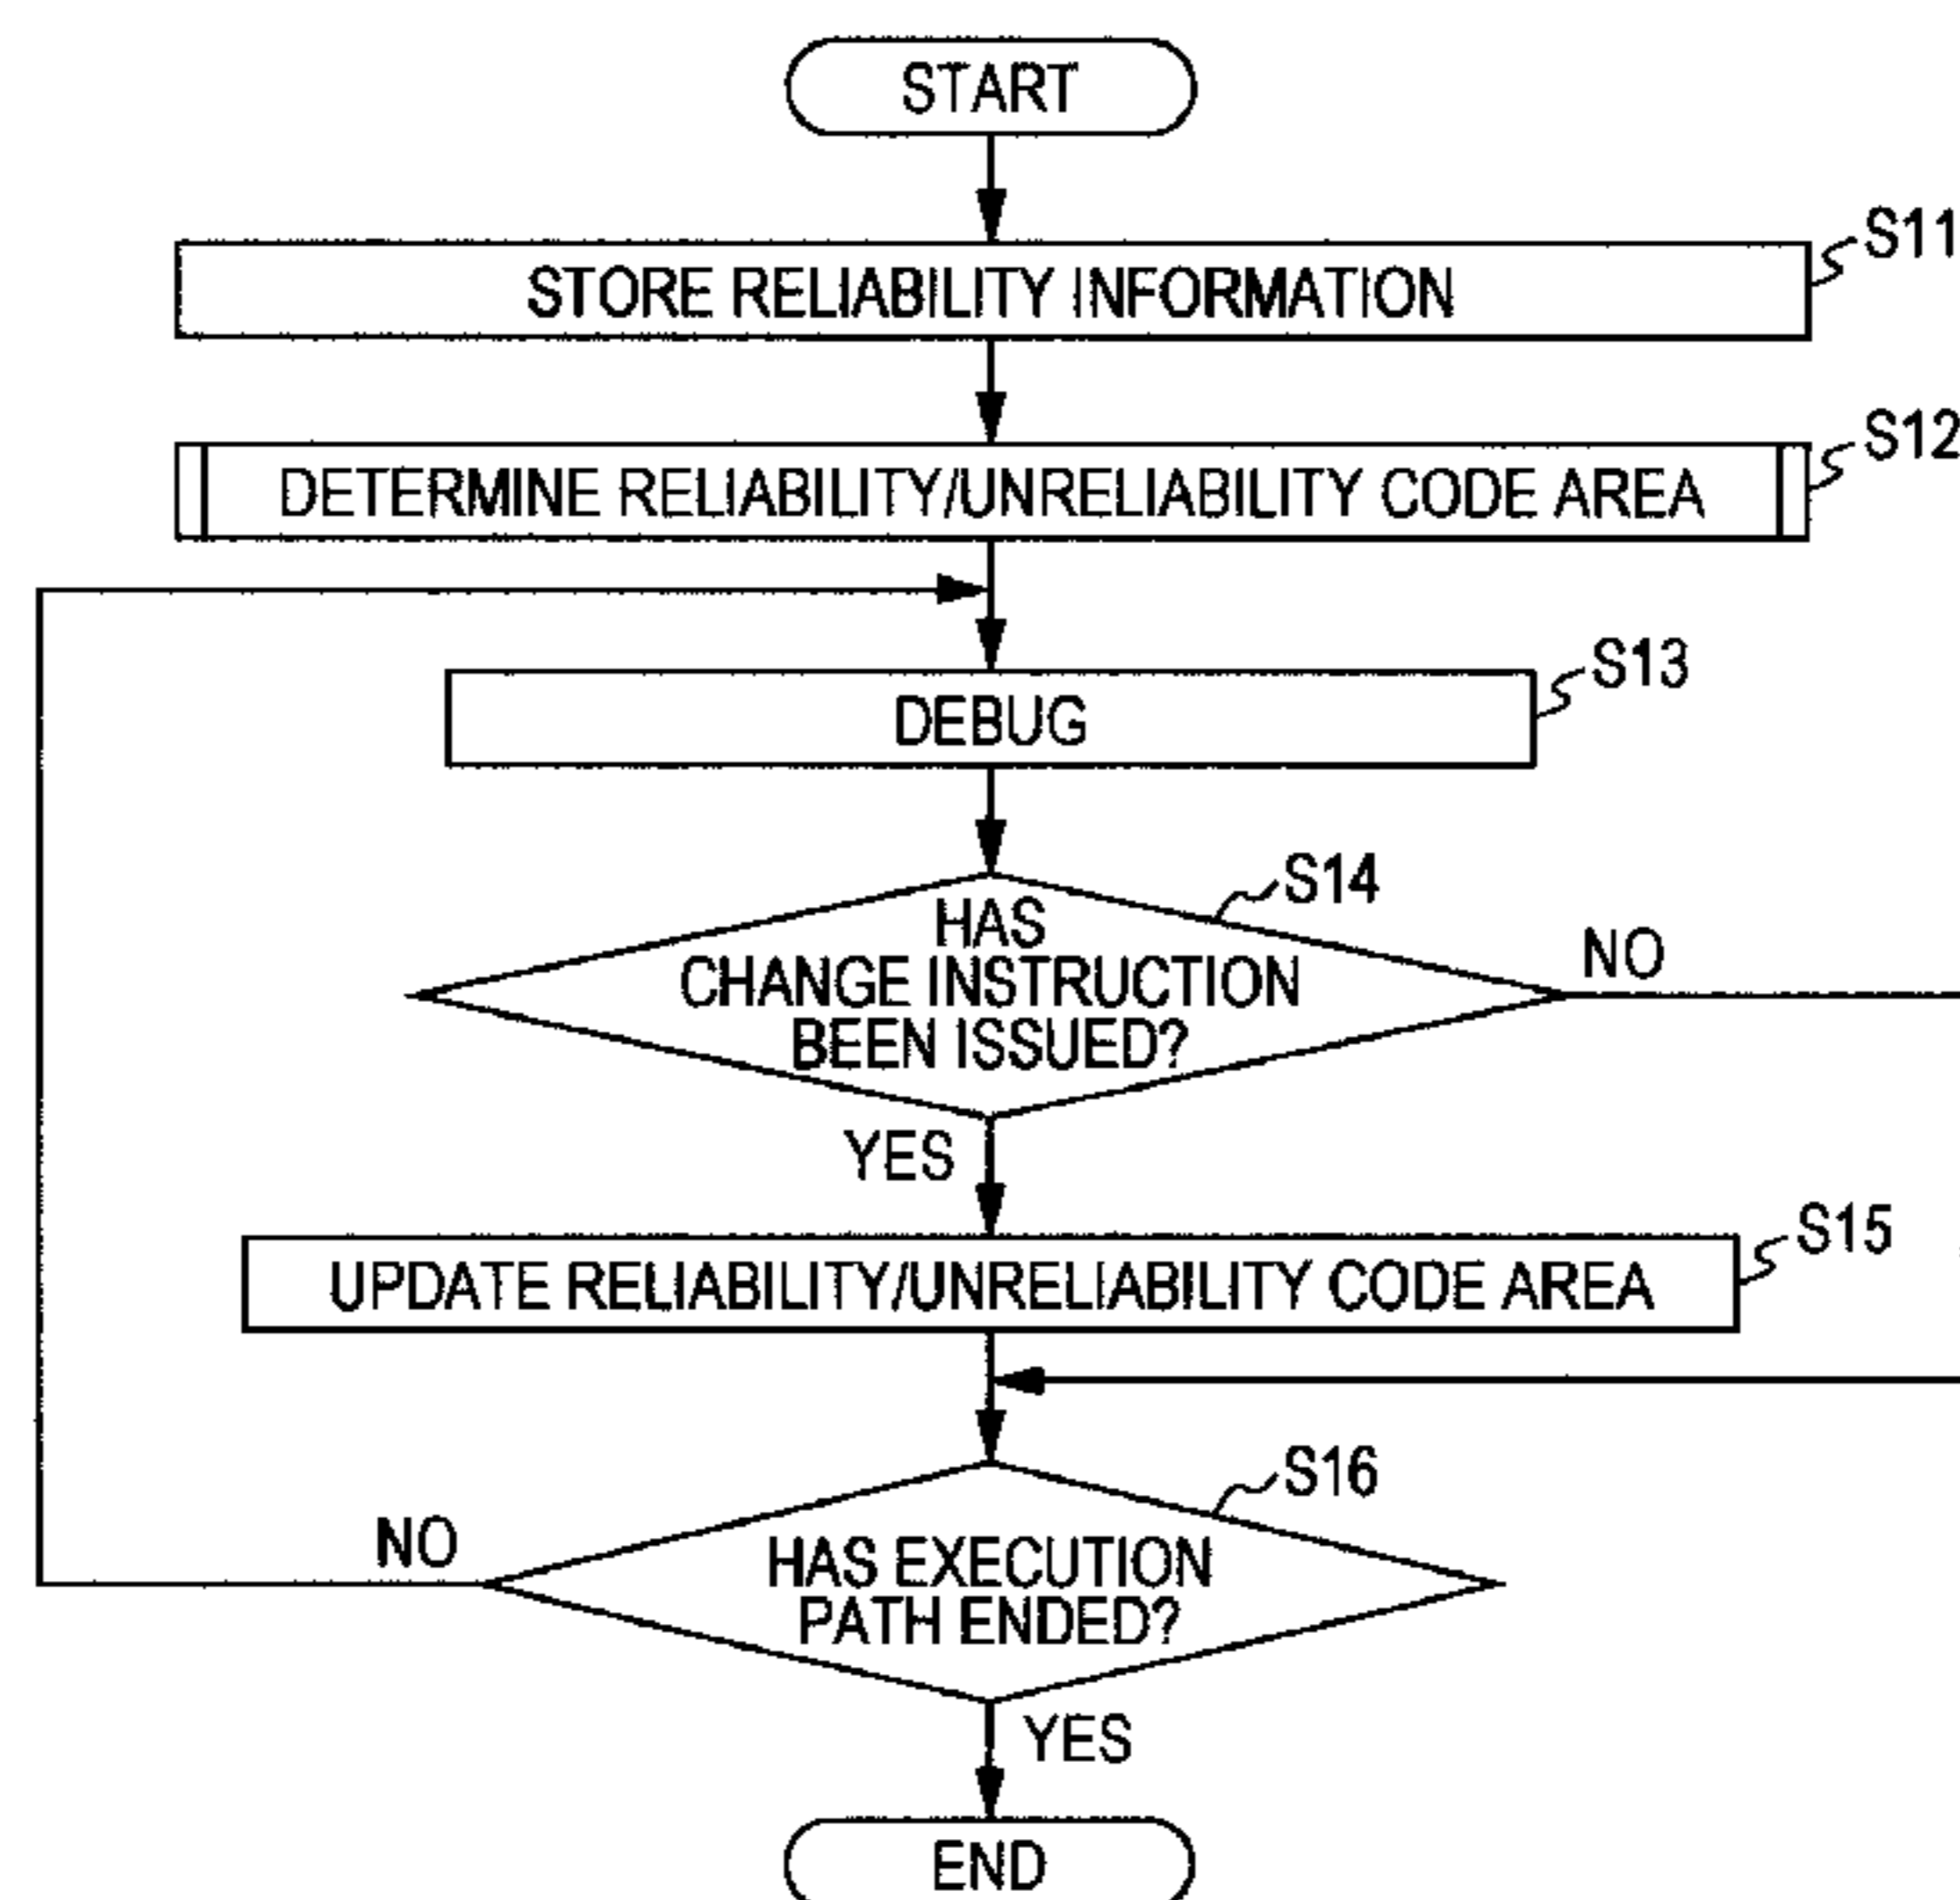 START
STORE RELIABILITY INFORMATION
S11
DETERMINE RELIABILITY/UNRELIABILITY CODE AREA
S12
DEBUG
S13
HAS
CHANGE INSTRUCTION
BEEN ISSUED?
S14
NO
YES
UPDATE RELIABILITY/UNRELIABILITY CODE AREA
S15
HAS EXECUTION
PATH ENDED?
S16
NO
YES
END